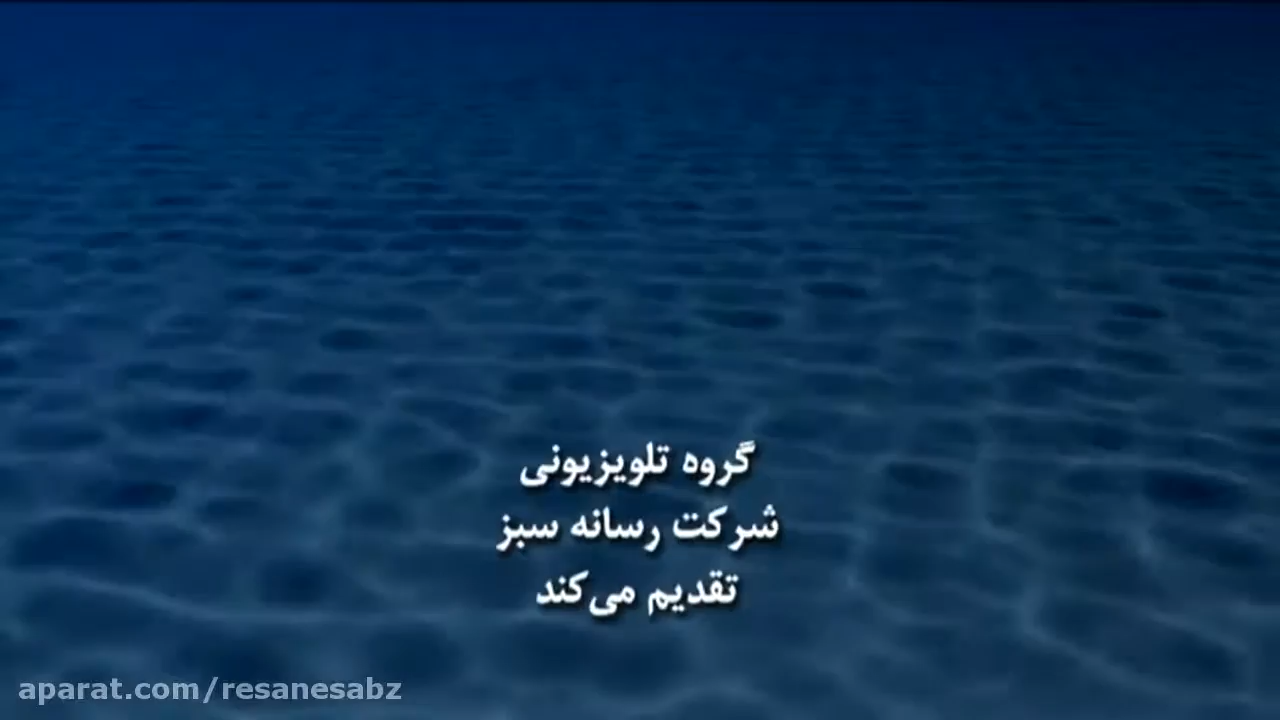 گروه تلویزیونی
شرکت رسانه سبز
تقدیم می‌کند
aparat.com/resanesabz